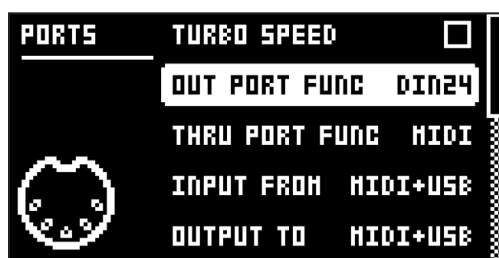 PORTS
TURBO SPEED
OUT PORT FUNC DIN24
THRU PORT FUNC MIDI
INPUT FROM MIDI+USB
OUTPUT TO MIDI+USB